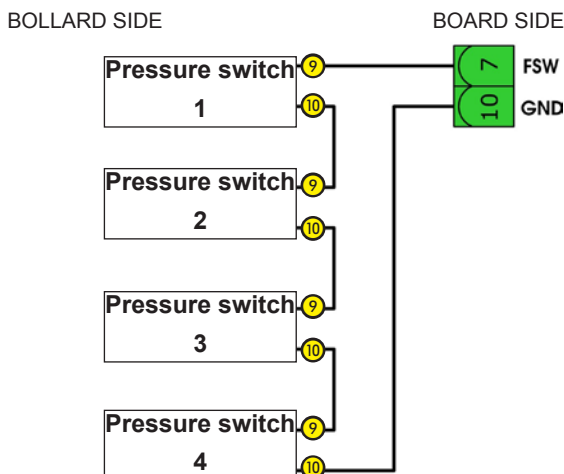 BOLLARD SIDE BOARD SIDE
Pressure switch 9 7 FSW
1 10 10 GND
Pressure switch 9
2 10
Pressure switch 9
3 10
Pressure switch 9
4 10